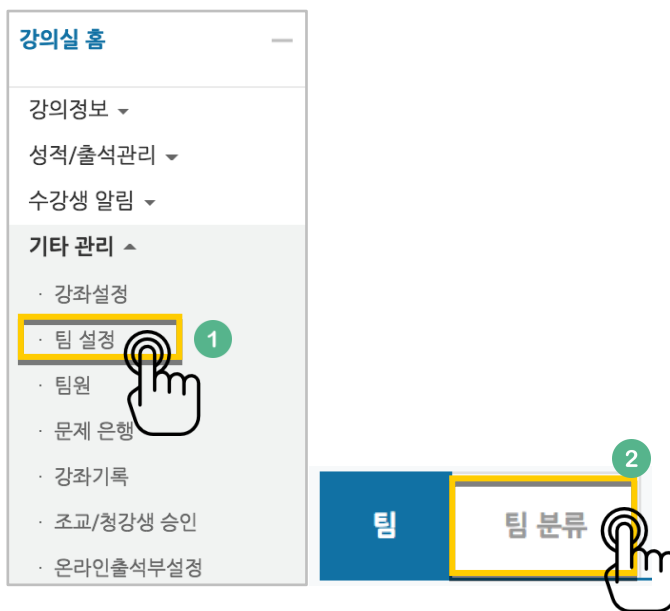 강의실 홈
강의정보
성적/출석관리
수강생 알림
기타 관리
· 강좌설정
· 팀 설정
1
· 팀원
· 문제 은행
· 강좌기록
· 조교/청강생 승인
· 온라인출석부설정
2
팀
팀 분류